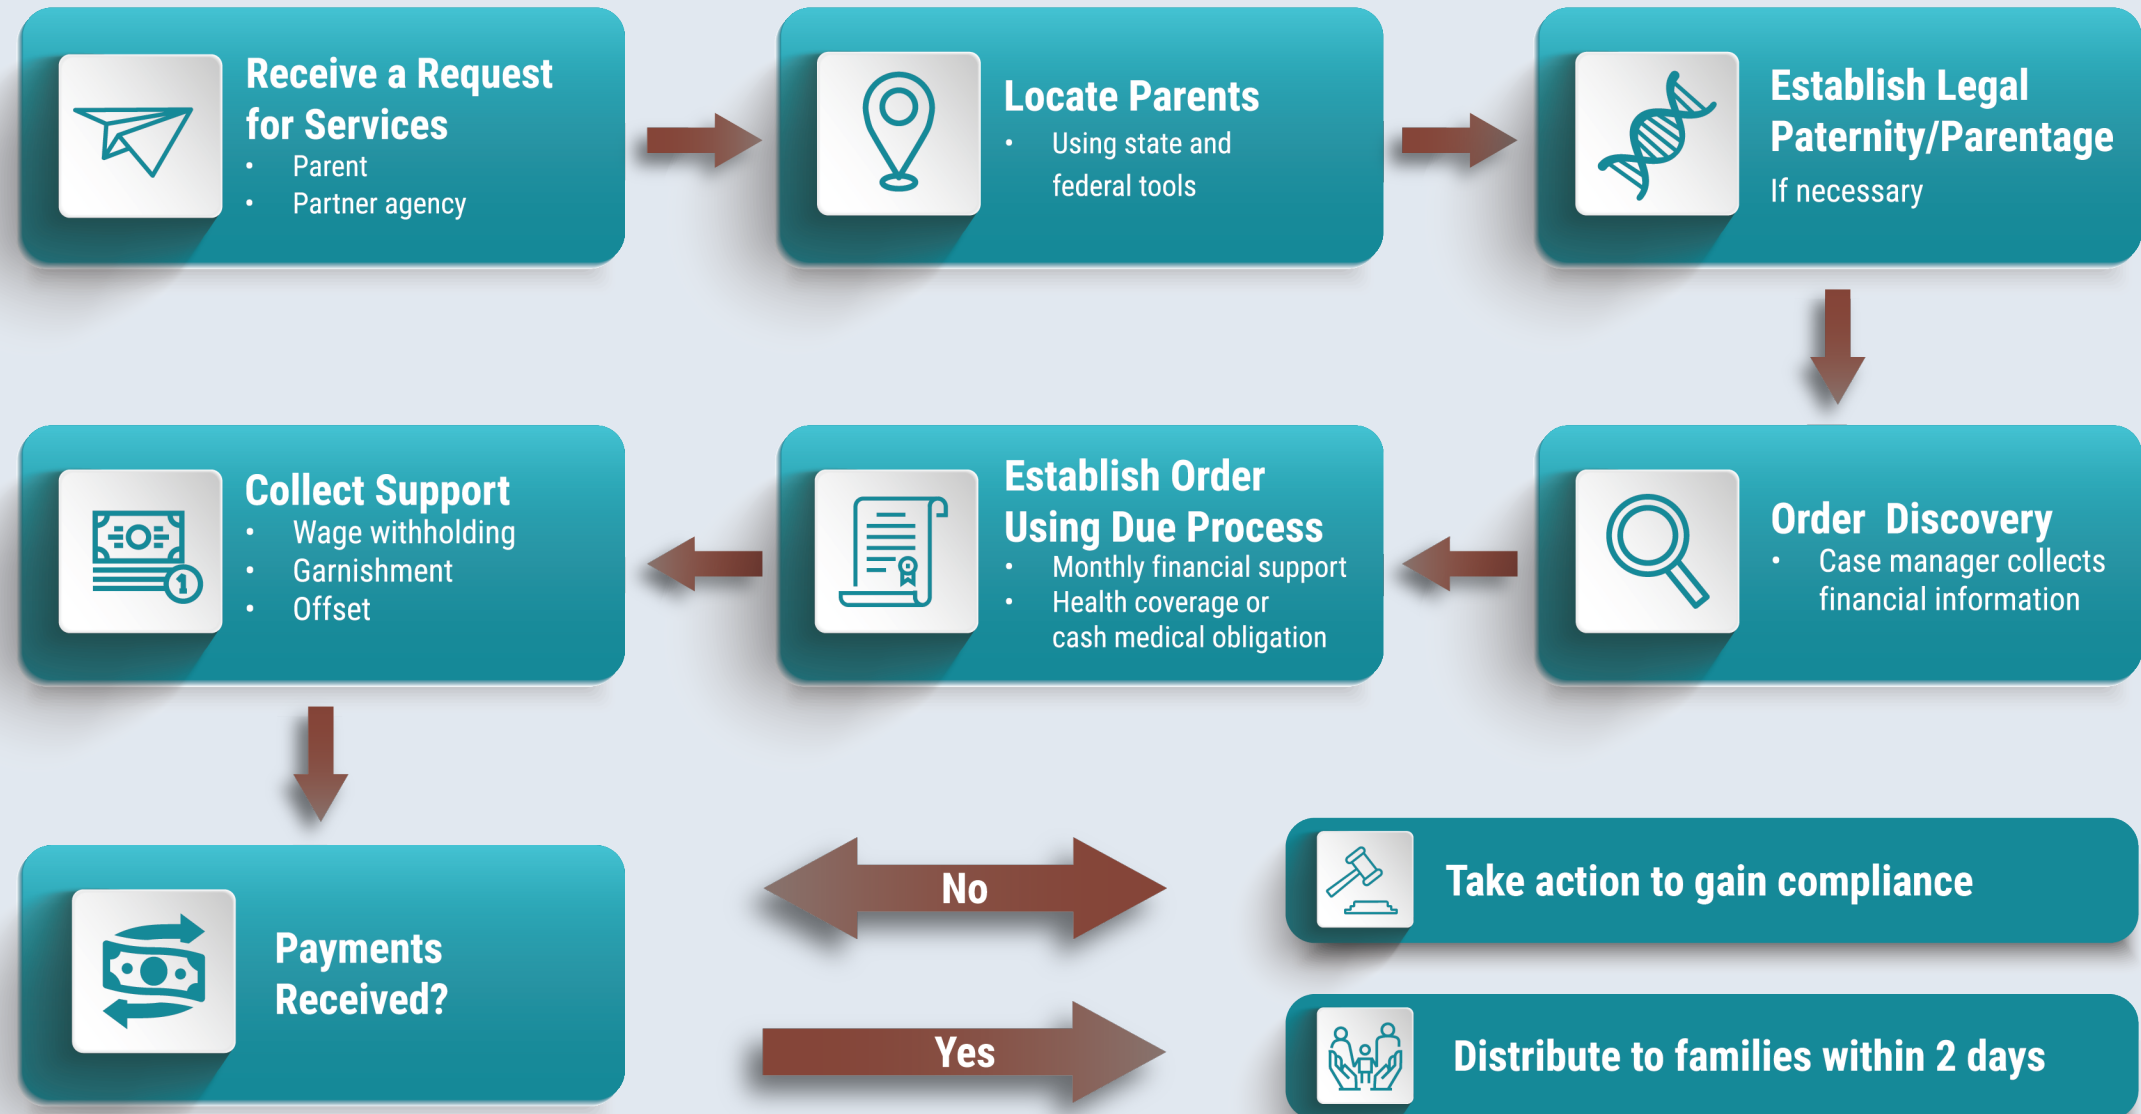 Receive a Request
for Services
• Parent
• Partner agency
Locate Parents
• Using state and
federal tools
Establish Legal
Paternity/Parentage
If necessary
Collect Support
• Wage withholding
• Garnishment
• Offset
Establish Order
Using Due Process
• Monthly financial support
• Health coverage or
cash medical obligation
Order Discovery
• Case manager collects
financial information
Payments
Received?
No
Take action to gain compliance
Yes
Distribute to families within 2 days
1